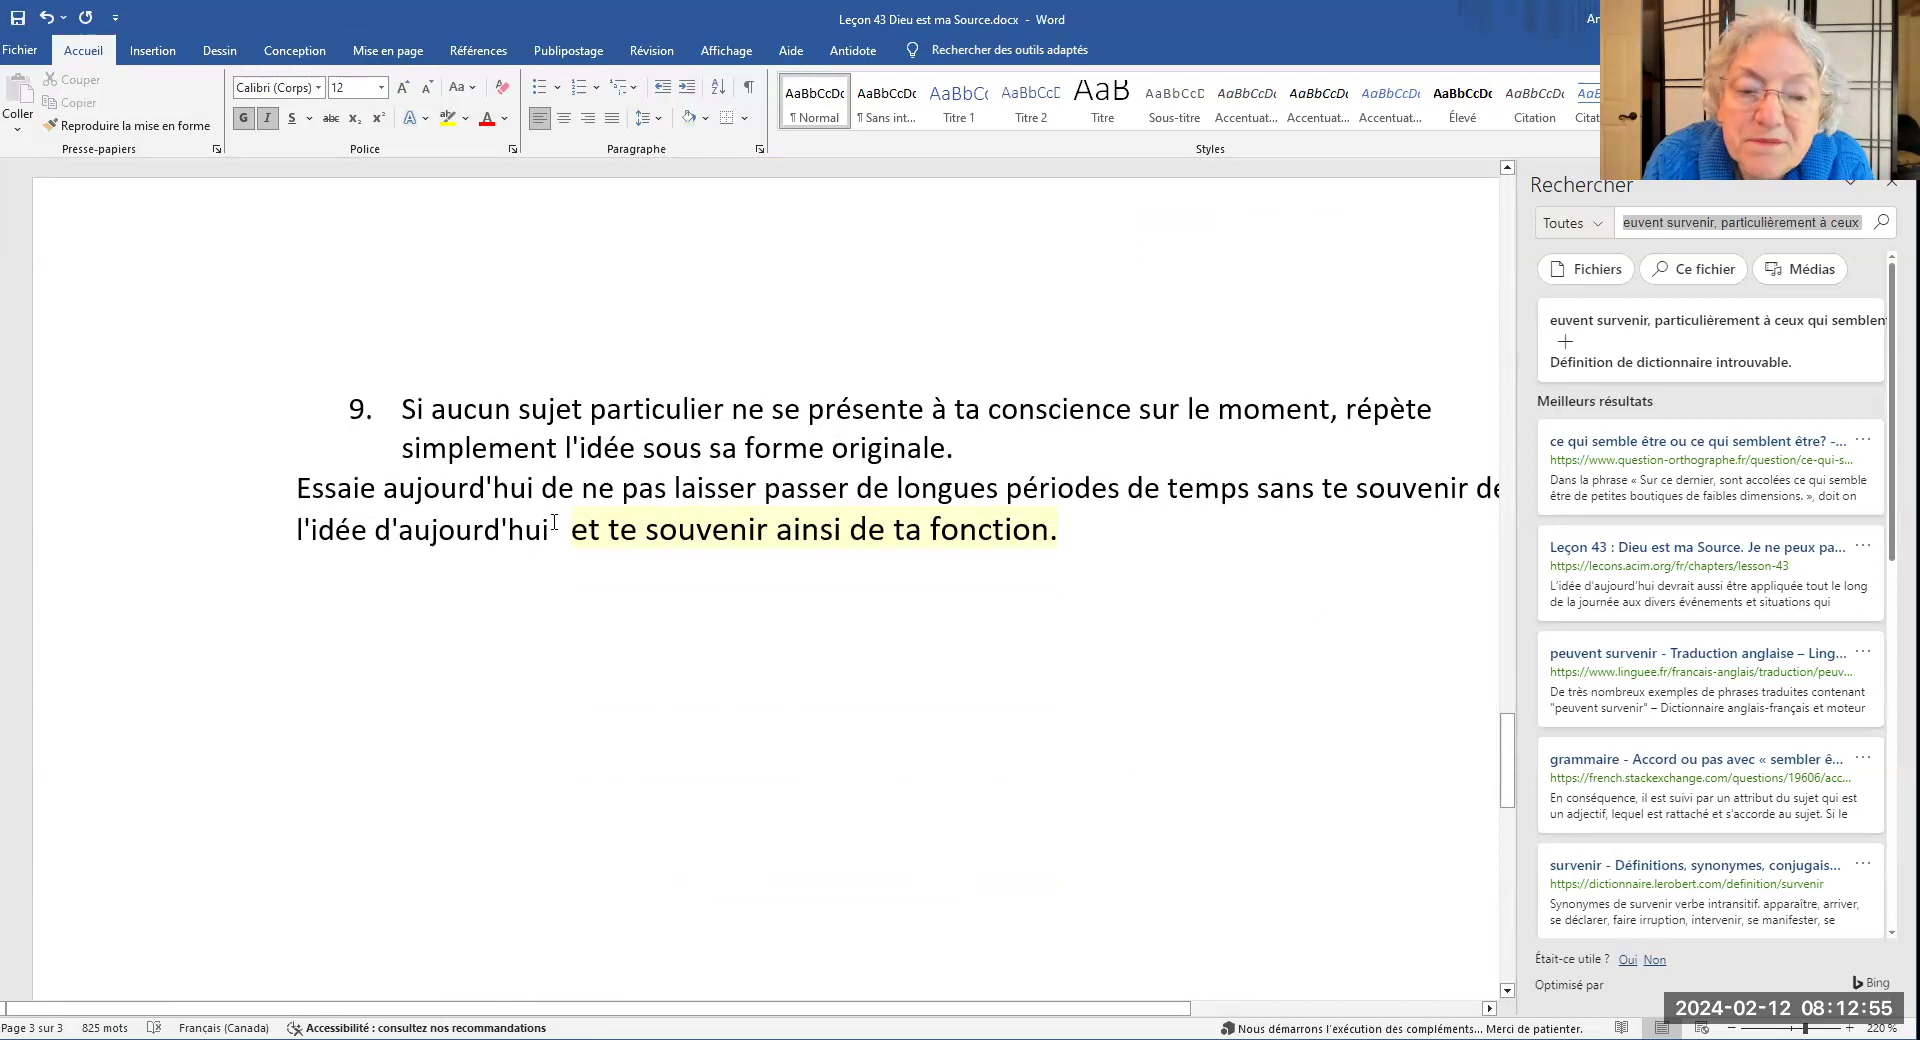 Leçon 43 Dieu est ma Source.docx - Word
Fichier Accueil Insertion Dessin Conception Mise en page Références Publipostage Révision Affichage Aide Antidote Rechercher des outils adaptés
Coller
Couper
Copier
Reproduire la mise en forme
Presse-papiers
Calibri (Corps) 12
Police
Paragraphe
AaBbCcDc AaBbCcDc AaBbCc AaBbCcD AaB AaBbCcD AaBbCcDc AaBbCcDc AaBbCcDc AaBbCcDc AaBbCcDc
¶ Normal ¶ Sans int... Titre 1 Titre 2 Titre Sous-titre Accentuat... Accentuat... Accentuat... Élevé Citation
Styles
9. Si aucun sujet particulier ne se présente à ta conscience sur le moment, répète
simplement l'idée sous sa forme originale.
Essaie aujourd'hui de ne pas laisser passer de longues périodes de temps sans te souvenir de
l'idée d'aujourd'hui et te souvenir ainsi de ta fonction.
Rechercher
Toutes euvent survenir, particulièrement à ceux
Fichiers Ce fichier Médias
euvent survenir, particulièrement à ceux qui semblent
Définition de dictionnaire introuvable.
Meilleurs résultats
ce qui semble être ou ce qui semblent être? -...
https://www.question-orthographe.fr/question/ce-qui-s...
Dans la phrase « Sur ce dernier, sont accolées ce qui semble
être de petites boutiques de faibles dimensions. », doit on
Leçon 43 : Dieu est ma Source. Je ne peux pa...
https://lecons.acim.org/fr/chapters/lesson-43
L'idée d'aujourd'hui devrait aussi être appliquée tout le long
de la journée aux divers événements et situations qui
peuvent survenir - Traduction anglaise – Ling...
https://www.linguee.fr/francais-anglais/traduction/peuv...
De très nombreux exemples de phrases traduites contenant
"peuvent survenir" – Dictionnaire anglais-français et moteur
grammaire - Accord ou pas avec « sembler ê...
https://french.stackexchange.com/questions/19606/acc...
En conséquence, il est suivi par un attribut du sujet qui est
un adjectif, lequel est rattaché et s'accorde au sujet. Si le
survenir - Définitions, synonymes, conjugais...
https://dictionnaire.lerobert.com/definition/survenir
Synonymes de survenir verbe intransitif. apparaître, arriver,
se déclarer, faire irruption, intervenir, se manifester, se
Était-ce utile ? Oui Non
Optimisé par Bing
2024-02-12 08:12:55
Page 3 sur 3 825 mots Français (Canada) Accessibilité : consultez nos recommandations Nous démarrons l'exécution des compléments... Merci de patienter. 220 %